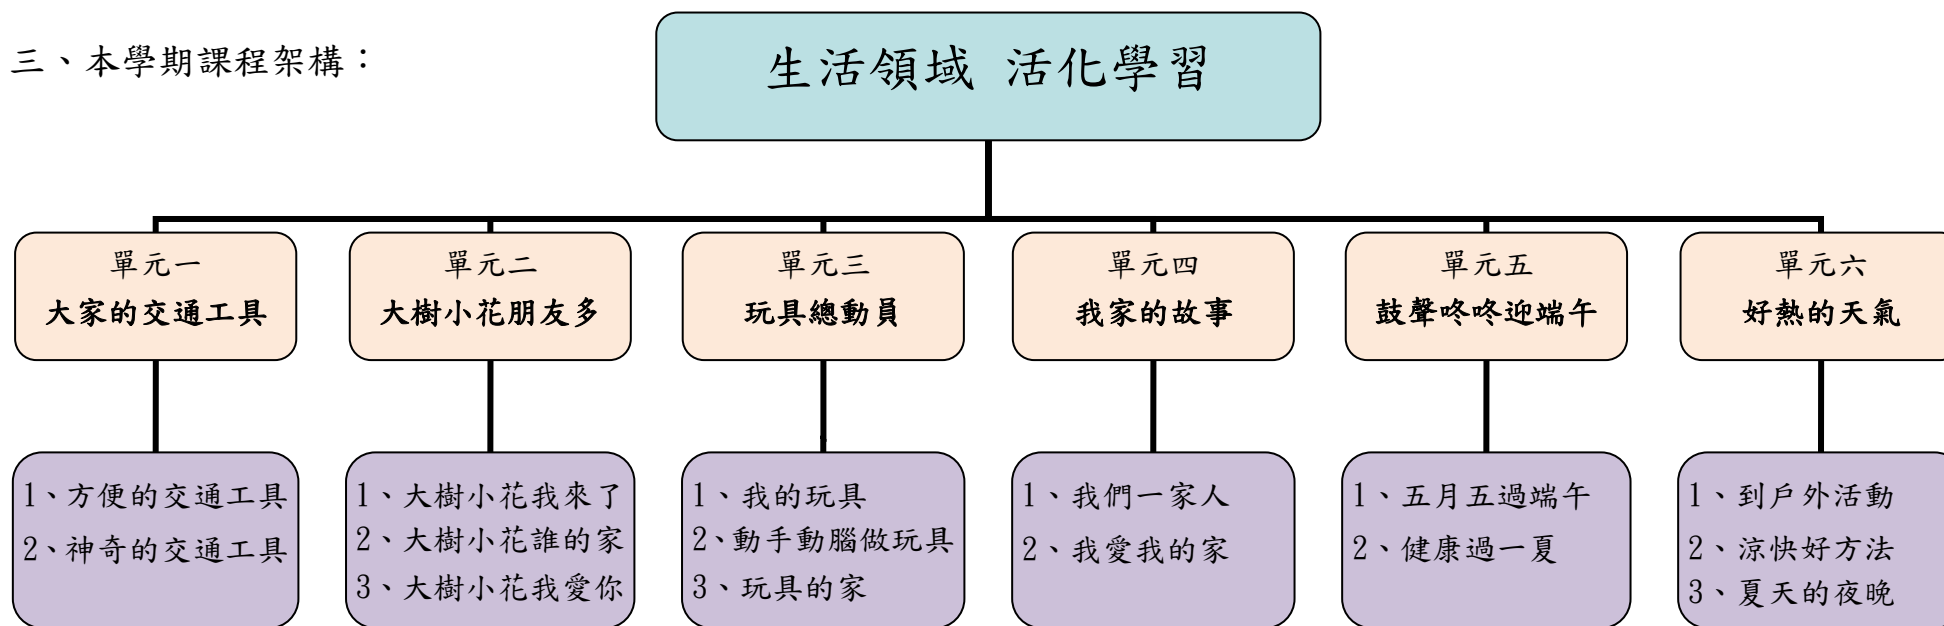 三、本學期課程架構：
生活領域 活化學習
單元一
大家的交通工具
單元二
大樹小花朋友多
單元三
玩具總動員
單元四
我家的故事
單元五
鼓聲咚咚迎端午
單元六
好熱的天氣
1、方便的交通工具
2、神奇的交通工具
1、大樹小花我來了
2、大樹小花誰的家
3、大樹小花我愛你
1、我的玩具
2、動手動腦做玩具
3、玩具的家
1、我們一家人
2、我愛我的家
1、五月五過端午
2、健康過一夏
1、到戶外活動
2、涼快好方法
3、夏天的夜晚